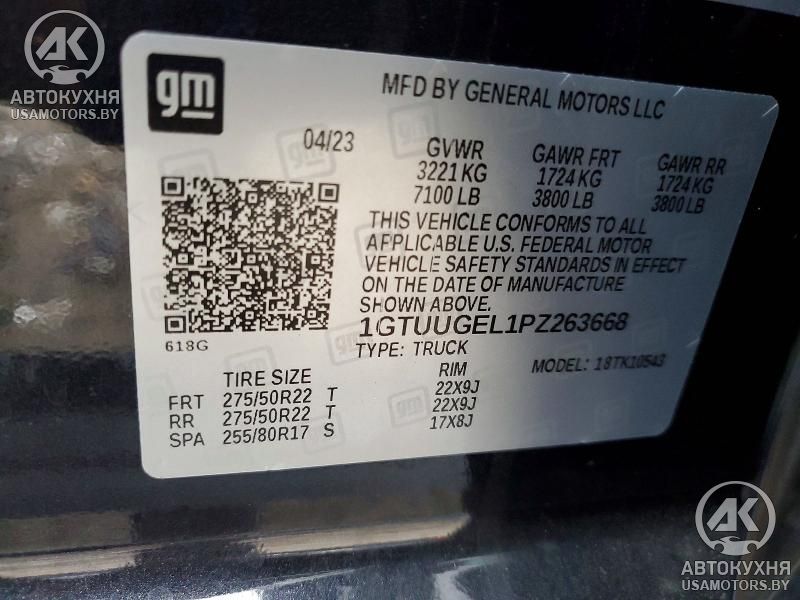 AK
АВТОКУХНЯ
USAMOTORS.BY
gm
MFD BY GENERAL MOTORS LLC
04/23
GVWR GAWR FRT GAWR RR
3221 KG 1724 KG 1724 KG
7100 LB 3800 LB 3800 LB
THIS VEHICLE CONFORMS TO ALL
APPLICABLE U.S. FEDERAL MOTOR
VEHICLE SAFETY STANDARDS IN EFFECT
ON THE DATE OF MANUFACTURE
SHOWN ABOVE.
1GTUUGEL1PZ263668
618G
TYPE: TRUCK MODEL: 18TK10543
TIRE SIZE RIM
FRT 275/50R22 T 22X9J
RR 275/50R22 T 22X9J
SPA 255/80R17 S 17X8J
AK
АВТОКУХНЯ
USAMOTORS.BY